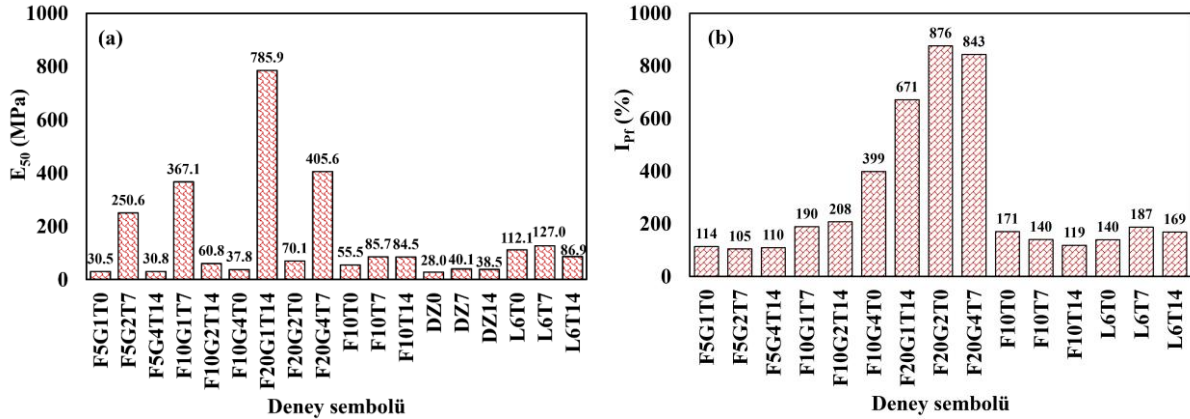 (a)
E50 (MPa)
1000
800
600
400
200
0
30.5
250.6
30.8
367.1
60.8
37.8
785.9
70.1
405.6
55.5
85.7
84.5
28.0
40.1
38.5
112.1
127.0
86.9
F5G1T0
F5G2T7
F5G4T14
F10G1T7
F10G2T14
F10G4T0
F20G1T14
F20G2T0
F20G4T7
F10T0
F10T7
F10T14
DZ0
DZ7
DZ14
L6T0
L6T7
L6T14
Deney sembolü
(b)
IPf (%)
1000
800
600
400
200
0
114
105
110
190
208
399
671
876
843
171
140
119
140
187
169
F5G1T0
F5G2T7
F5G4T14
F10G1T7
F10G2T14
F10G4T0
F20G1T14
F20G2T0
F20G4T7
F10T0
F10T7
F10T14
L6T0
L6T7
L6T14
Deney sembolü